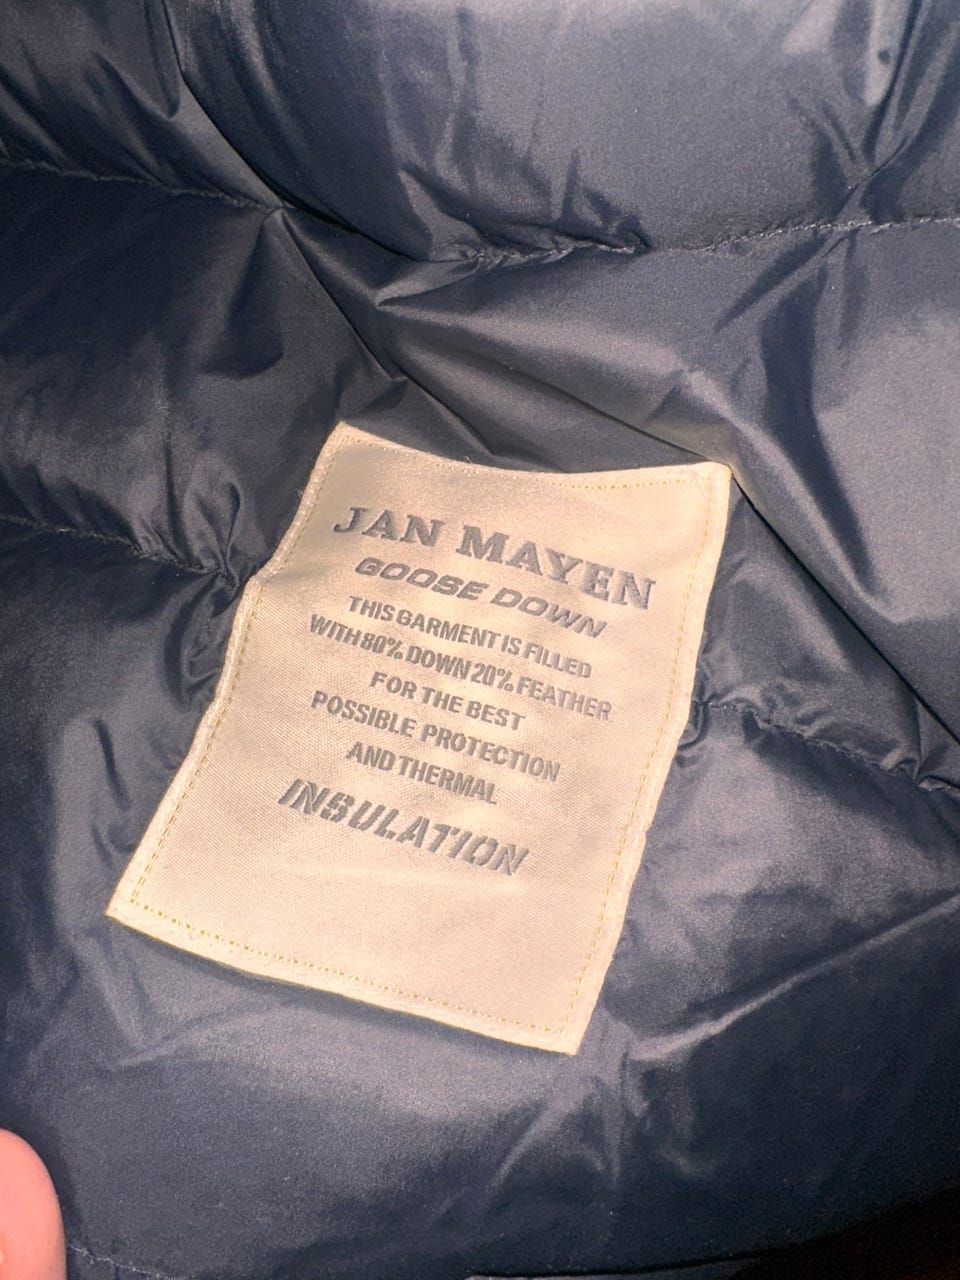 JAN MAYEN
GOOSE DOWN
THIS GARMENT IS FILLED
WITH 80% DOWN 20% FEATHER
FOR THE BEST
POSSIBLE PROTECTION
AND THERMAL
INSULATION